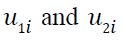 u₁ᵢ and u₂ᵢ